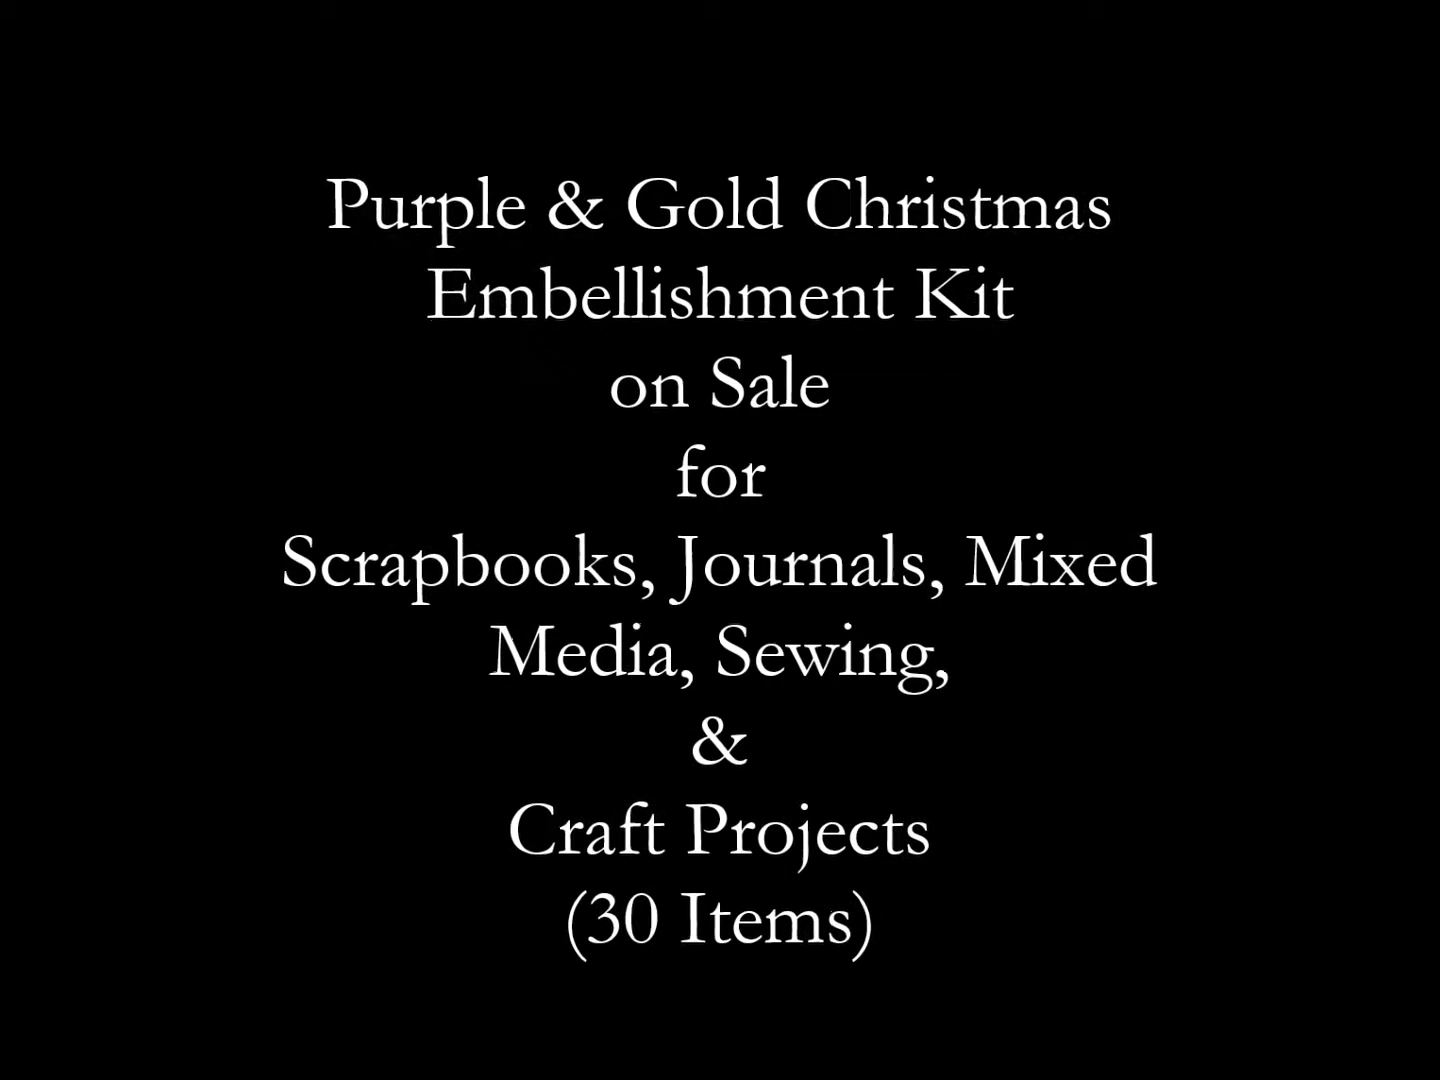 Purple & Gold Christmas
Embellishment Kit
on Sale
for
Scrapbooks, Journals, Mixed
Media, Sewing,
&
Craft Projects
(30 Items)